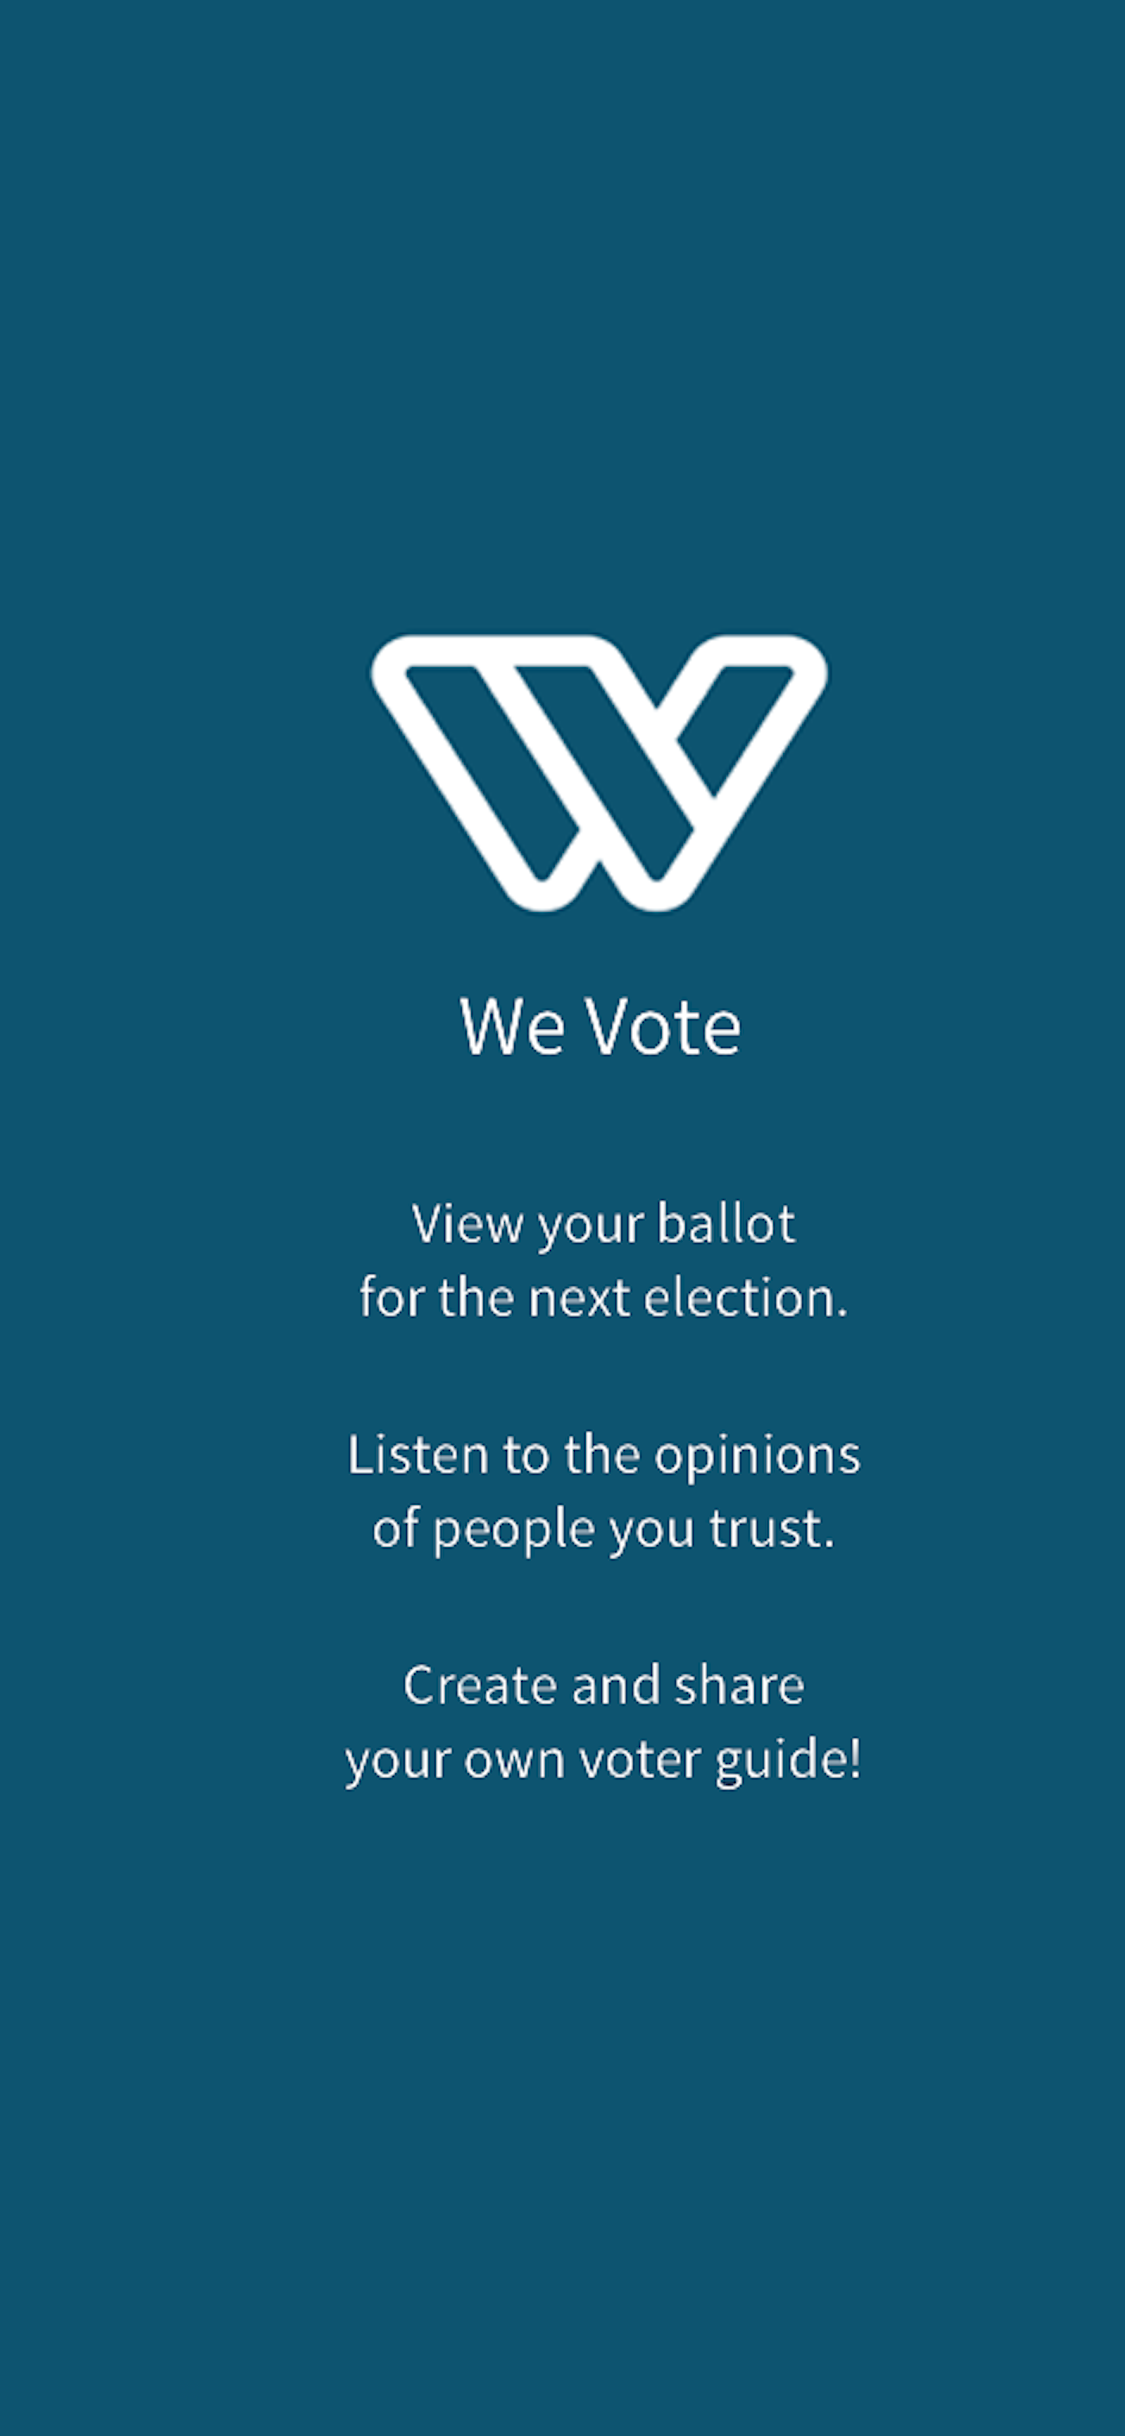 We Vote
View your ballot
for the next election.
Listen to the opinions
of people you trust.
Create and share
your own voter guide!